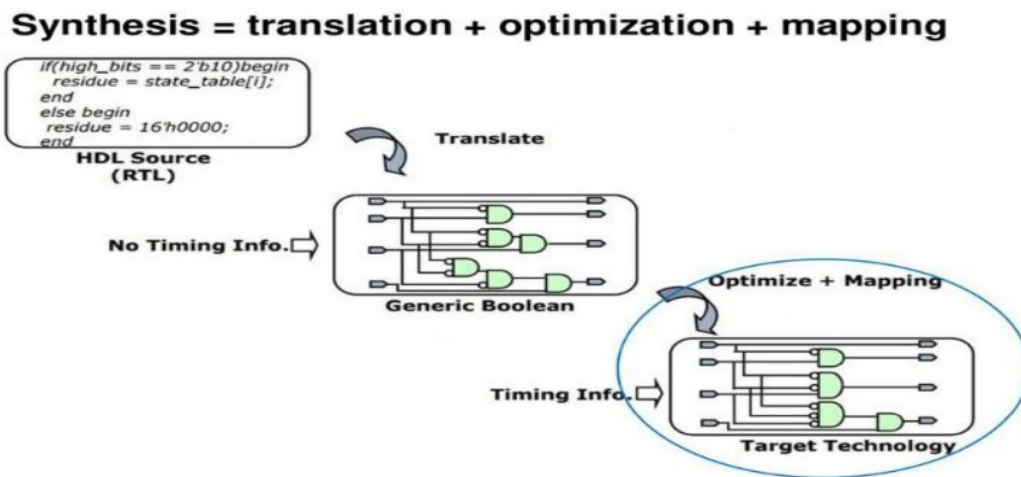 Synthesis = translation + optimization + mapping
if(high_bits == 2'b10)begin
residue = state_table[i];
end
else begin
residue = 16'h0000;
end
HDL Source
(RTL)
Translate
No Timing Info.
Generic Boolean
Optimize + Mapping
Timing Info.
Target Technology